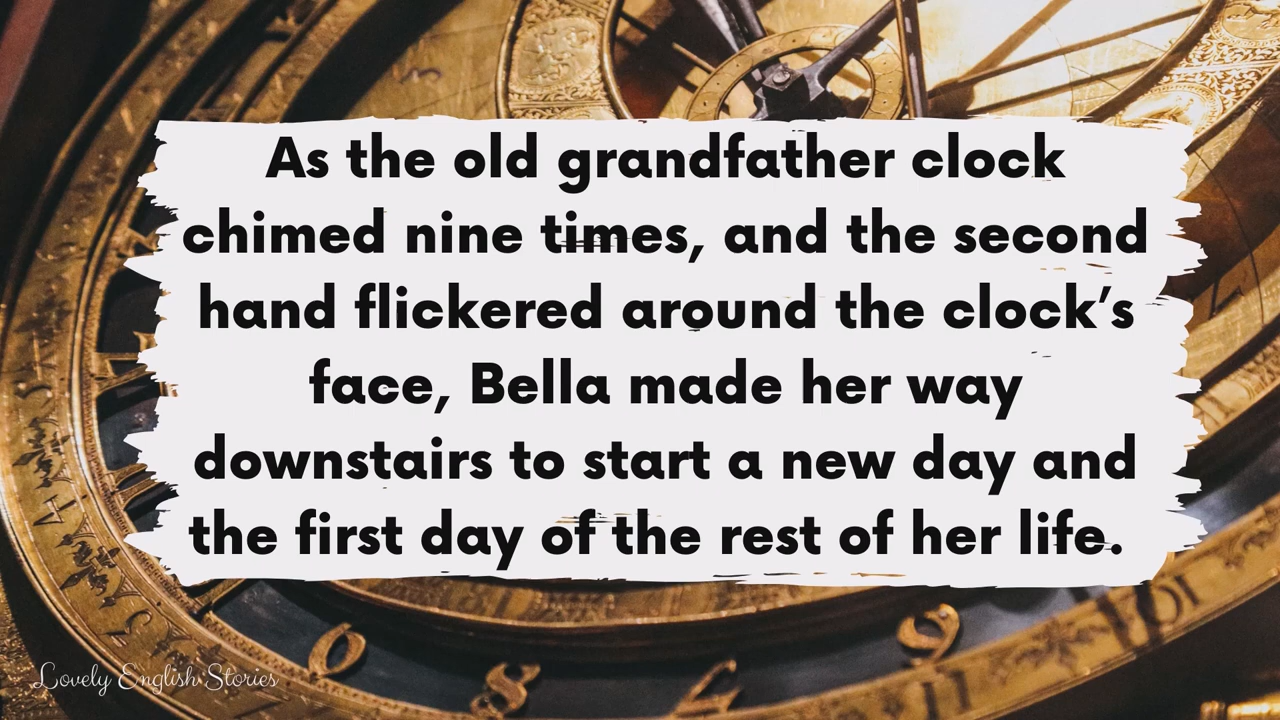 As the old grandfather clock
chimed nine times, and the second
hand flickered around the clock’s
face, Bella made her way
downstairs to start a new day and
the first day of the rest of her life.
Lovely English Stories